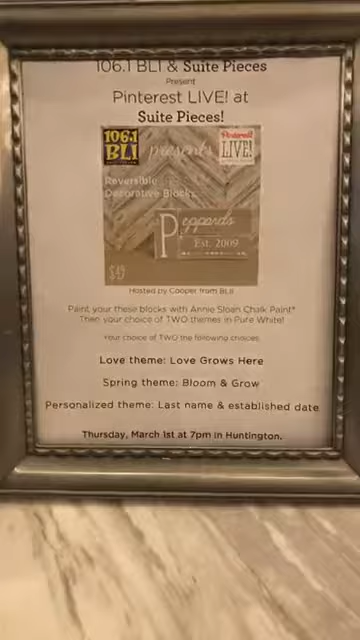 106.1 BLI & Suite Pieces
Present
Pinterest LIVE! at
Suite Pieces!
106.1
BLI
presents
Pinterest
LIVE!
Reversible
Decorative Blocks
Peppards
Est. 2009
Hosted by Cooper from BLI!
Paint your these blocks with Annie Sloan Chalk Paint®
Then your choice of TWO themes in Pure White!
Your choice of TWO the following choices:
Love theme: Love Grows Here
Spring theme: Bloom & Grow
Personalized theme: Last name & established date
Thursday, March 1st at 7pm in Huntington.